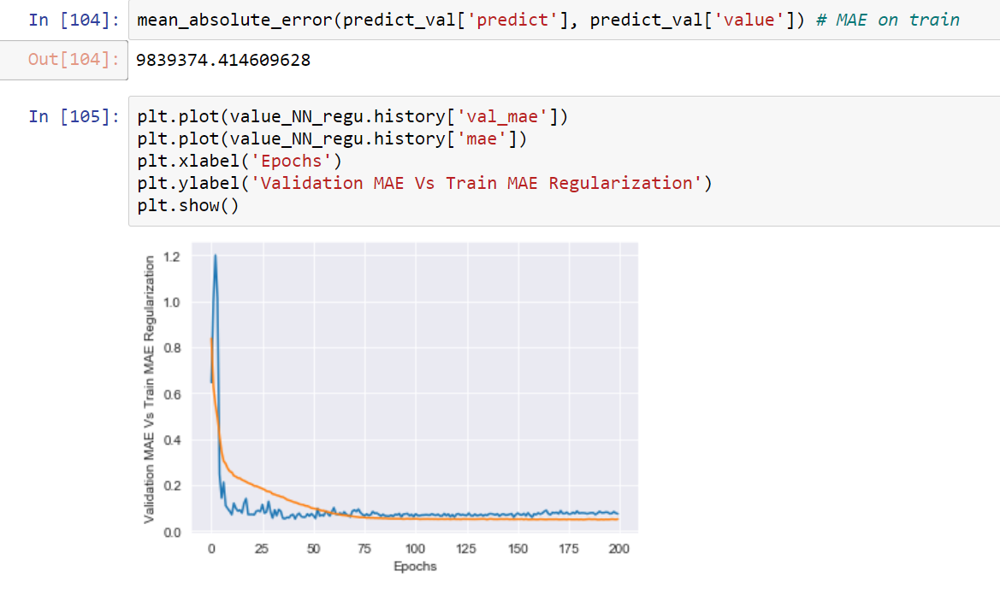 In [104]: mean_absolute_error(predict_val['predict'], predict_val['value']) # MAE on train
Out[104]: 9839374.414609628
In [105]: plt.plot(value_NN_regu.history['val_mae'])
plt.plot(value_NN_regu.history['mae'])
plt.xlabel('Epochs')
plt.ylabel('Validation MAE Vs Train MAE Regularization')
plt.show()
Validation MAE Vs Train MAE Regularization
1.2
1.0
0.8
0.6
0.4
0.2
0.0
0 25 50 75 100 125 150 175 200
Epochs